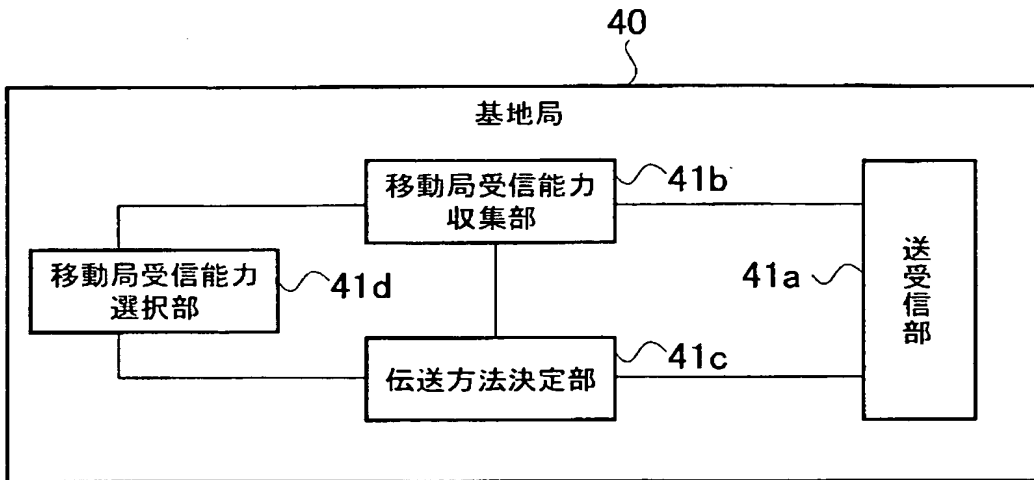 40
基地局
移動局受信能力
収集部
41b
移動局受信能力
選択部
41d
41a
送受信部
伝送方法決定部
41c